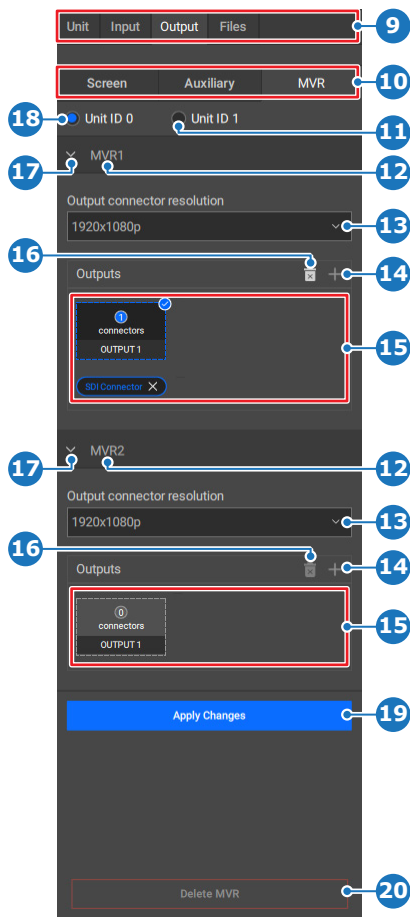 Unit Input Output Files 9
Screen Auxiliary MVR 10
18 Unit ID 0 Unit ID 1 11
17 MVR1 12
Output connector resolution
1920x1080p 13
16
Outputs 14
1
connectors
OUTPUT 1 15
SDI Connector
17 MVR2 12
Output connector resolution
1920x1080p 13
16
Outputs 14
0
connectors
OUTPUT 1 15
Apply Changes 19
Delete MVR 20